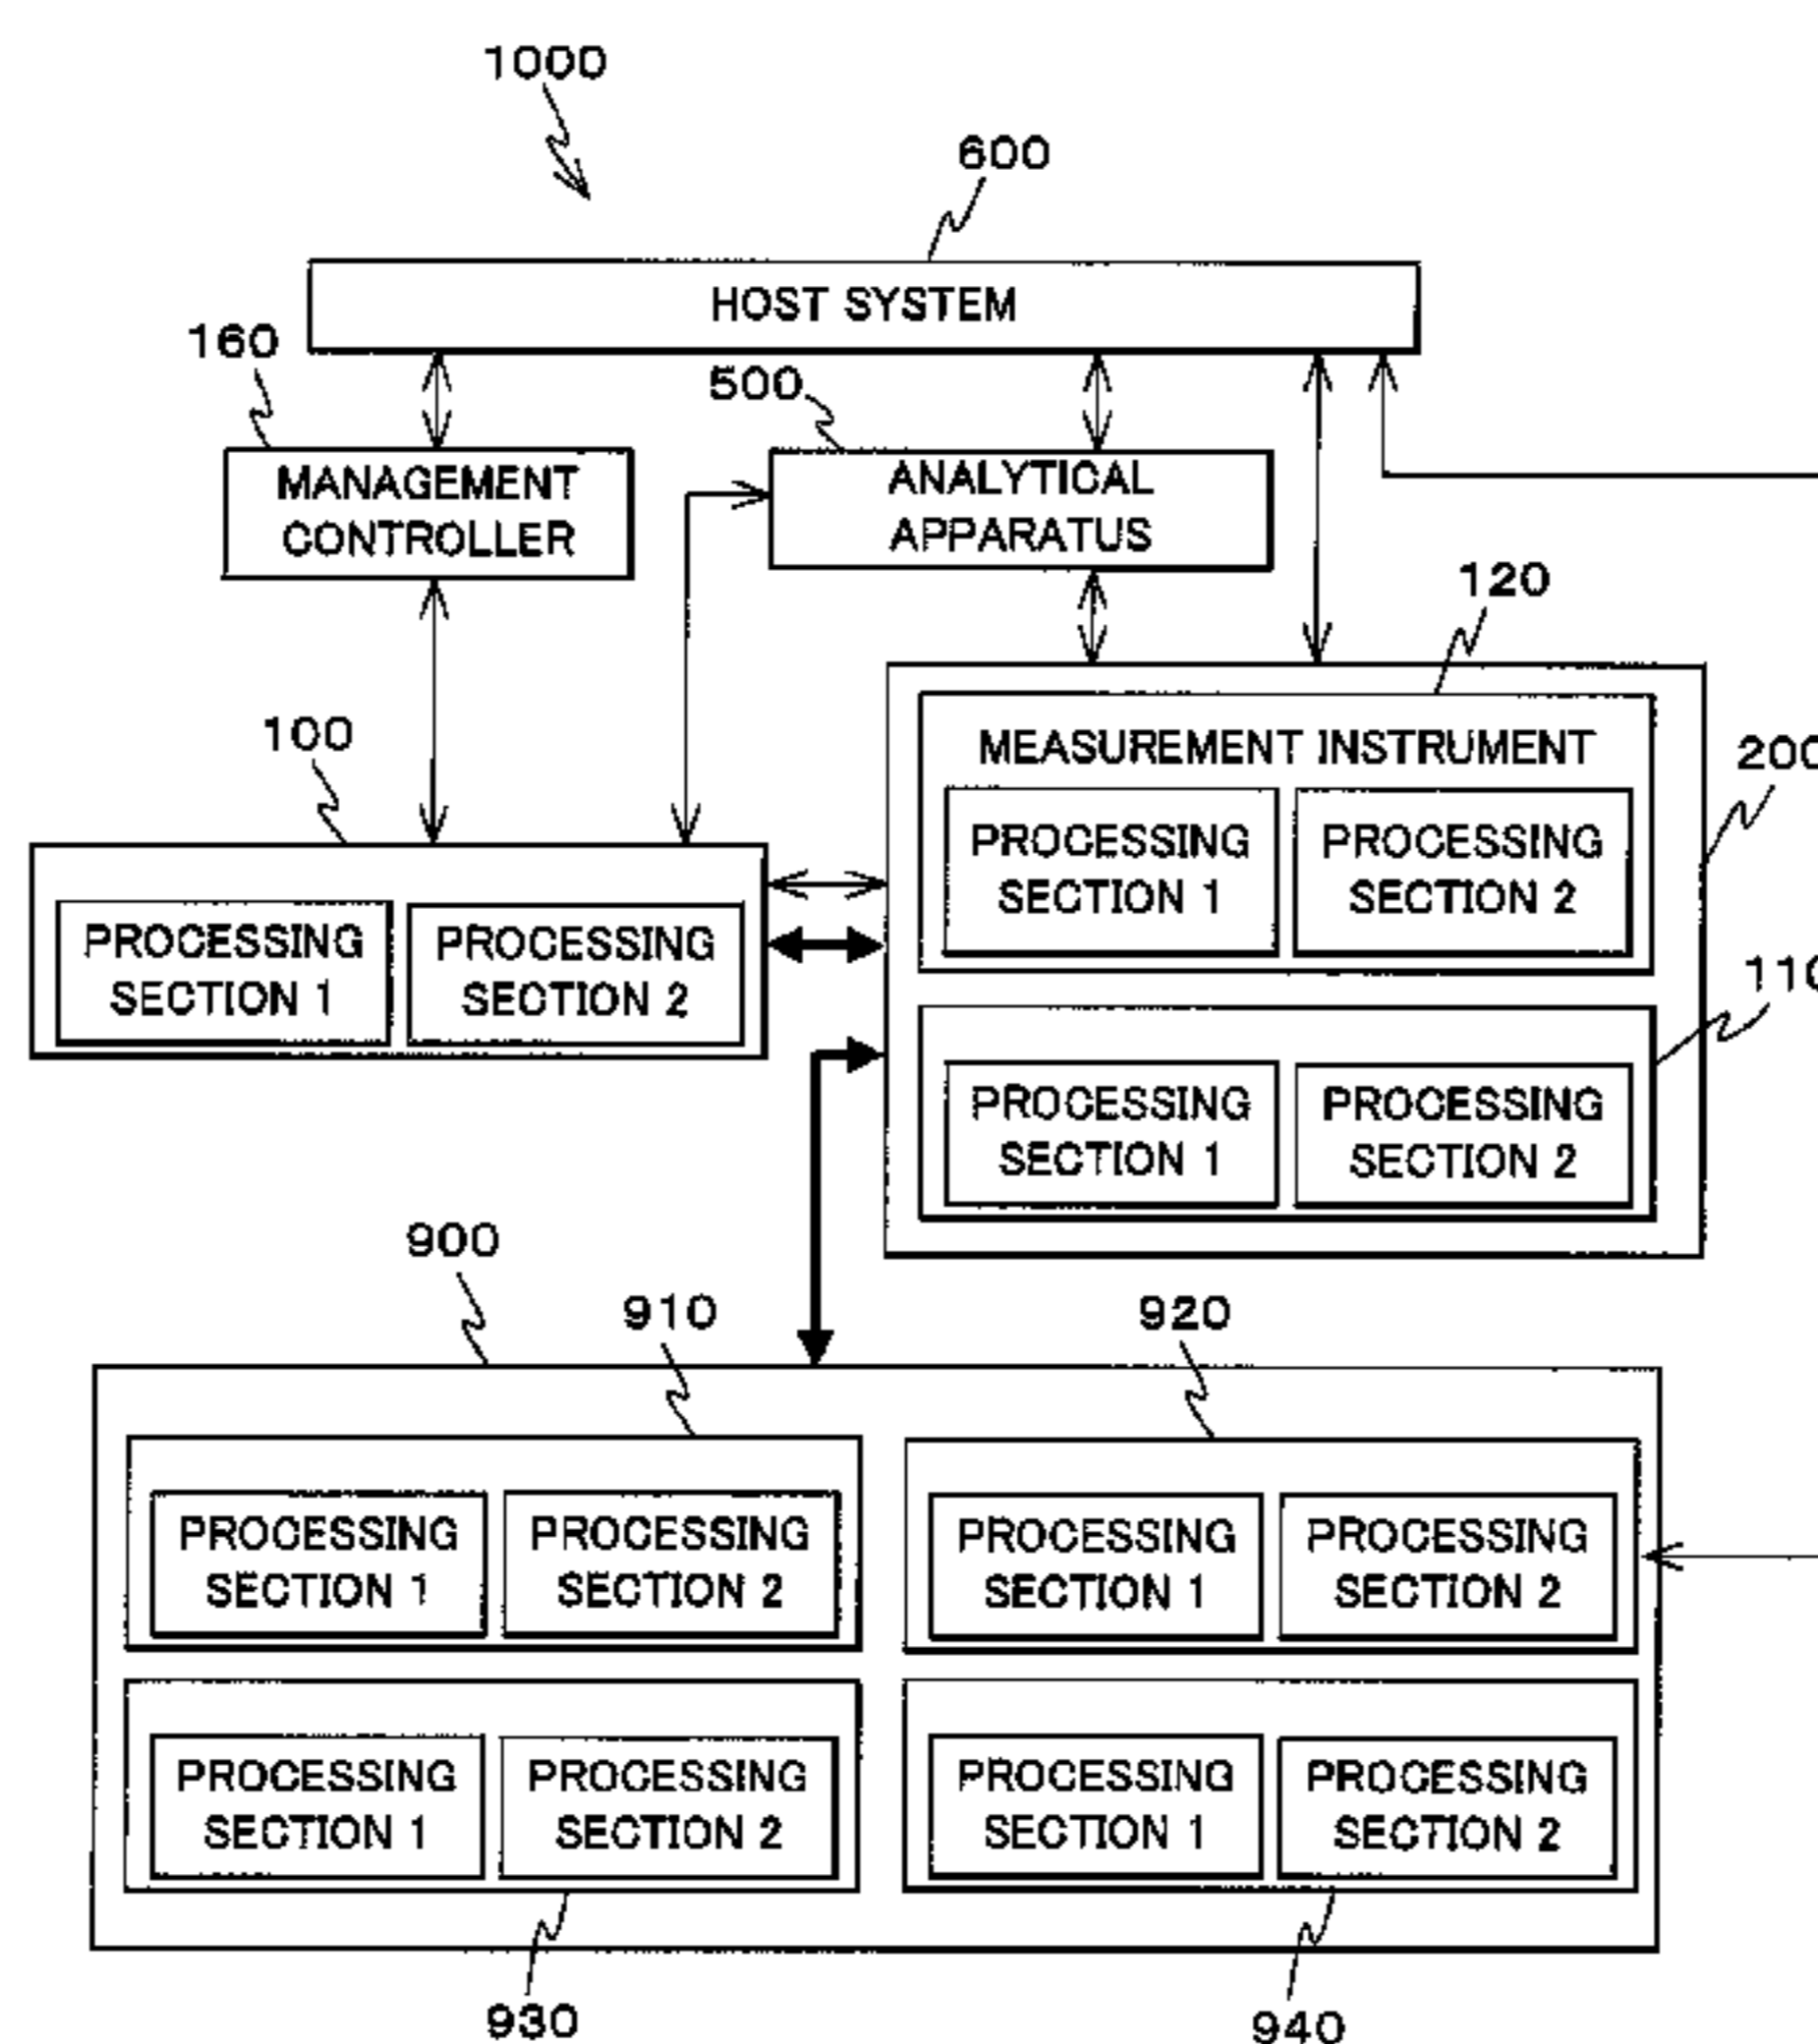 1000
600
HOST SYSTEM
160
500
MANAGEMENT
CONTROLLER
ANALYTICAL
APPARATUS
120
100
MEASUREMENT INSTRUMENT
200
PROCESSING
SECTION 1
PROCESSING
SECTION 2
PROCESSING
SECTION 1
PROCESSING
SECTION 2
110
PROCESSING
SECTION 1
PROCESSING
SECTION 2
900
910
920
PROCESSING
SECTION 1
PROCESSING
SECTION 2
PROCESSING
SECTION 1
PROCESSING
SECTION 2
PROCESSING
SECTION 1
PROCESSING
SECTION 2
PROCESSING
SECTION 1
PROCESSING
SECTION 2
930
940